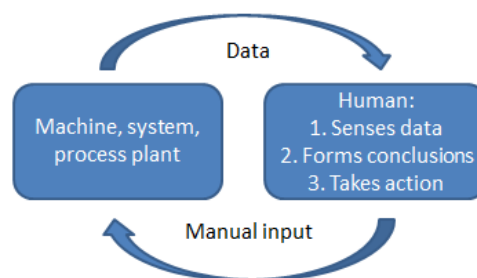 Data
Machine, system,
process plant
Human:
1. Senses data
2. Forms conclusions
3. Takes action
Manual input